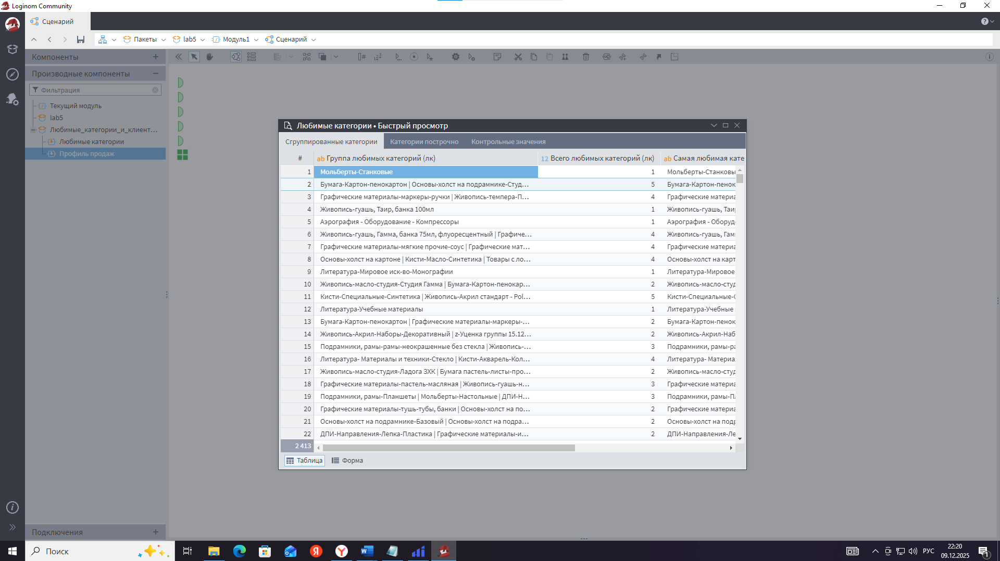 Loginom Community
Сценарий
Пакеты lab5 Модуль1 Сценарий
Компоненты
Производные компоненты
Фильтрация
Текущий модуль
lab5
Любимые_категории_и_клиент...
Любимые категории
Профиль продаж
Подключения
Любимые категории • Быстрый просмотр
Сгруппированные категории Категории построчно Контрольные значения
# ab Группа любимых категорий (лк) 12 Всего любимых категорий (лк) ab Самая любимая кате
1 Мольберты-Станковые 1 Мольберты-Станковы
2 Бумага-Картон-пенокартон | Основы-холст на подрамнике-Студ... 5 Бумага-Картон-пенок
3 Графические материалы-маркеры-ручки | Живопись-темпера-П... 4 Графические материа
4 Живопись-гуашь, Таир, банка 100мл 1 Живопись-гуашь, Таи
5 Аэрография - Оборудование - Компрессоры 1 Аэрография - Оборуд
6 Живопись-гуашь, Гамма, банка 75мл, флуоресцентный | Графиче... 4 Живопись-гуашь, Гам
7 Графические материалы-мягкие прочие-соус | Графические мат... 4 Графические материа
8 Основы-холст на картоне | Кисти-Масло-Синтетика | Товары с ло... 4 Основы-холст на карт
9 Литература-Мировое иск-во-Монографии 1 Литература-Мировое
10 Живопись-масло-студия-Студия Гамма | Бумага-Картон-пенокар... 2 Живопись-масло-студ
11 Кисти-Специальные-Синтетика | Живопись-Акрил стандарт - Pol... 5 Кисти-Специальные-С
12 Литература-Учебные материалы 1 Литература-Учебные
13 Бумага-Картон-пенокартон | Графические материалы-маркеры-... 2 Бумага-Картон-пенок
14 Живопись-Акрил-Наборы-Декоративный | z-Уценка группы 15.12... 2 Живопись-Акрил-Наб
15 Подрамники, рамы-рамы-неокрашенные без стекла | Живопись-... 3 Подрамники, рамы-ра
16 Литература- Материалы и техники-Стекло | Кисти-Акварель-Кол... 4 Литература- Материа
17 Живопись-масло-студия-Ладога ЗХК | Бумага пастель-листы-про... 2 Живопись-масло-студ
18 Графические материалы-пастель-масляная | Живопись-гуашь-н... 3 Графические материа
19 Подрамники, рамы-Планшеты | Мольберты-Настольные | ДПИ-Н... 3 Подрамники, рамы-Пл
20 Графические материалы-тушь-тубы, банки | Основы-холст на по... 2 Графические материа
21 Основы-холст на подрамнике-Базовый | Основы-холст на подра... 2 Основы-холст на подр
22 ДПИ-Направления-Лепка-Пластика | Графические материалы-и... 2 ДПИ-Направления-Ле
2 413
Таблица Форма
Поиск
РУС
22:20
09.12.2025
1